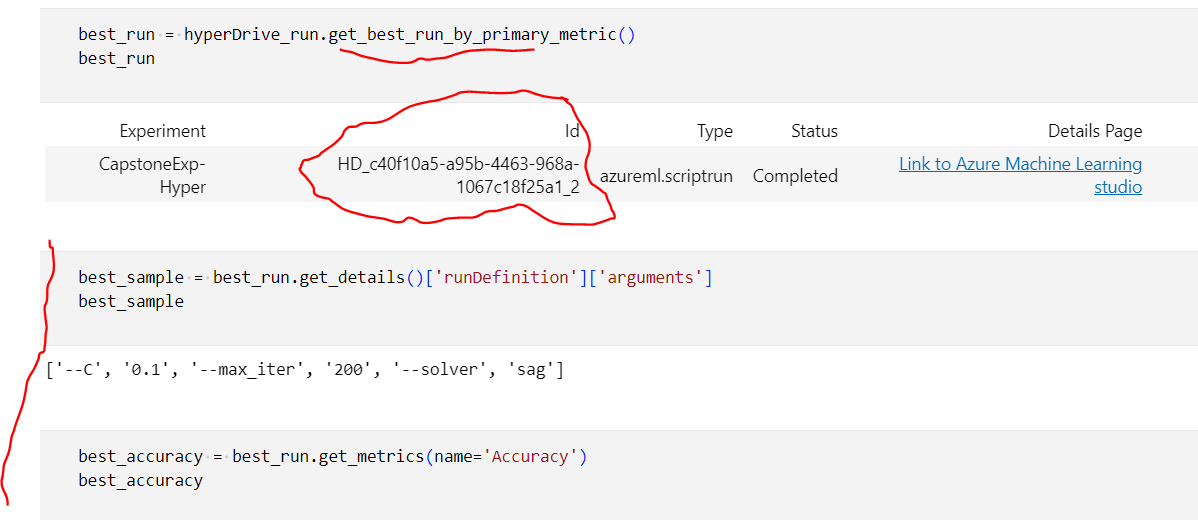 best_run = hyperDrive_run.get_best_run_by_primary_metric()
best_run
Experiment Id Type Status Details Page
CapstoneExp-Hyper HD_c40f10a5-a95b-4463-968a-1067c18f25a1_2 azureml.scriptrun Completed Link to Azure Machine Learning studio
best_sample = best_run.get_details()['runDefinition']['arguments']
best_sample
['--C', '0.1', '--max_iter', '200', '--solver', 'sag']
best_accuracy = best_run.get_metrics(name='Accuracy')
best_accuracy